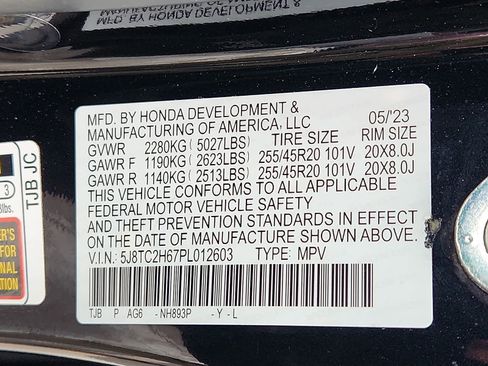 MFD. BY HONDA DEVELOPMENT &
MANUFACTURING OF AMERICA, LLC 05/'23
GVWR 2280KG (5027LBS) TIRE SIZE RIM SIZE
GAWR F 1190KG (2623LBS) 255/45R20 101V 20X8.0J
GAWR R 1140KG (2513LBS) 255/45R20 101V 20X8.0J
THIS VEHICLE CONFORMS TO ALL APPLICABLE
FEDERAL MOTOR VEHICLE SAFETY
AND THEFT PREVENTION STANDARDS IN EFFECT
ON THE DATE OF MANUFACTURE SHOWN ABOVE.
V.I.N.: 5J8TC2H67PL012603 TYPE: MPV
TJB P AG6 -NH893P -Y-L
TJB JC
3
lbs.
FOR